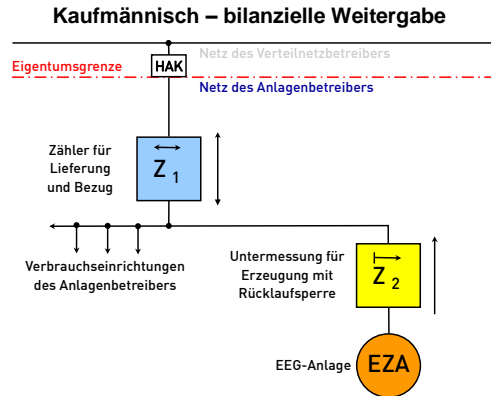 Kaufmännisch – bilanzielle Weitergabe
Netz des Verteilnetzbetreibers
Eigentumsgrenze
HAK
Netz des Anlagenbetreibers
Zähler für
Lieferung
und Bezug
Z 1
Verbrauchseinrichtungen
des Anlagenbetreibers
Untermessung für
Erzeugung mit
Rücklaufsperre
Z 2
EEG-Anlage
EZA